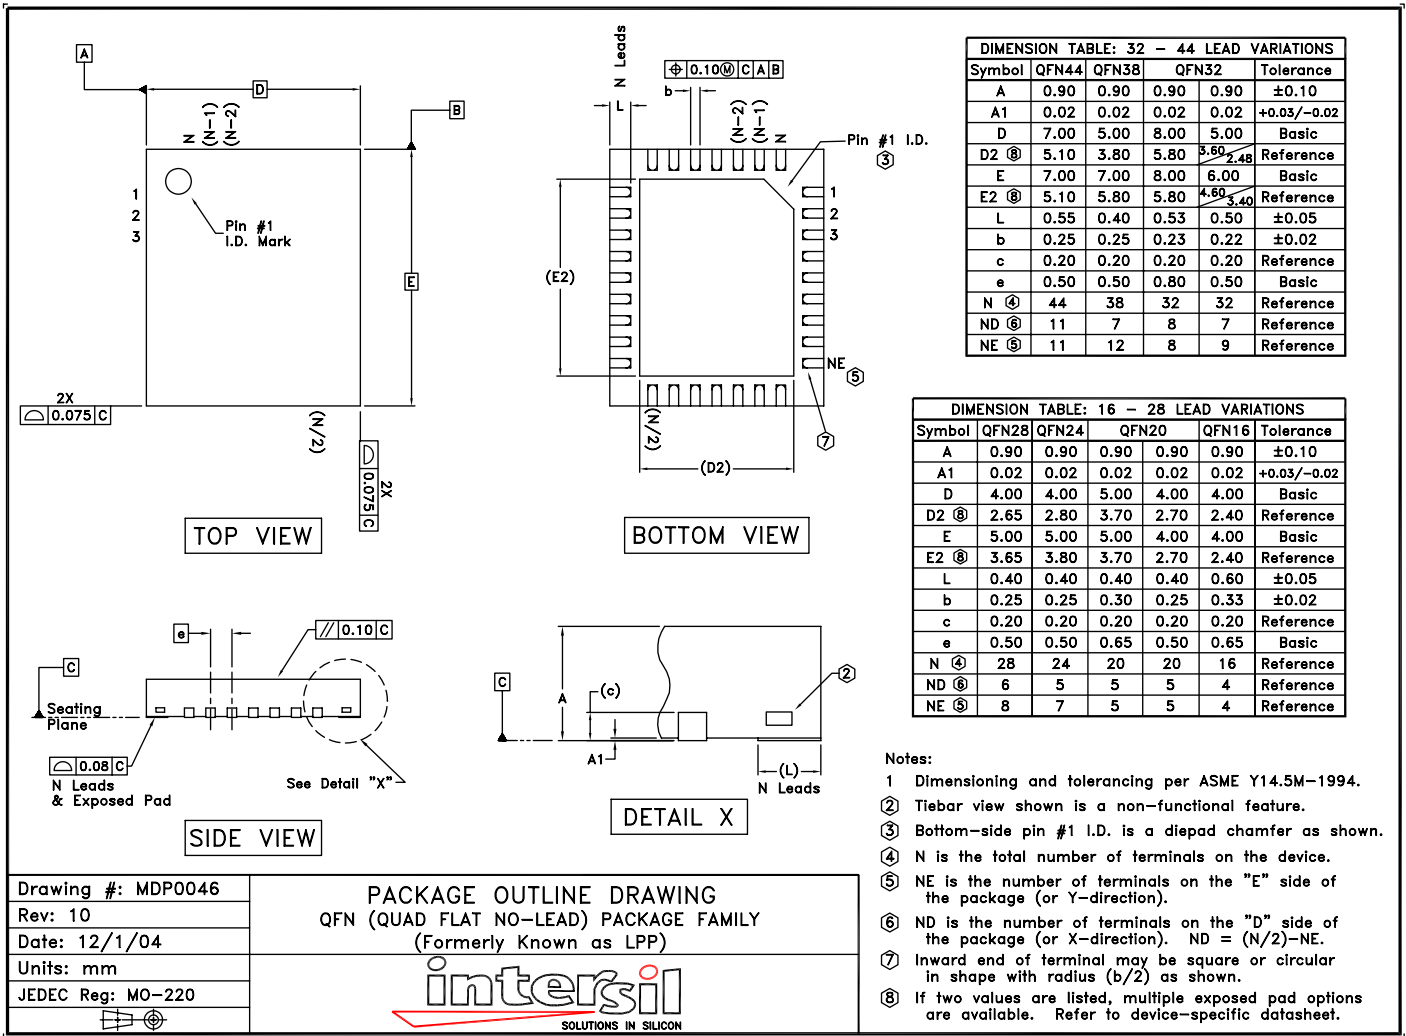 A
D
N
(N-1)
(N-2)
B
1
2
3
Pin #1
I.D. Mark
E
2X
⌓ 0.075 C
(N/2)
2X
⌓ 0.075 C
TOP VIEW
N Leads
L
⌖ 0.10Ⓜ C A B
b
(N-2)
(N-1)
N
Pin #1 I.D.
3
1
2
3
(E2)
NE
5
7
(N/2)
(D2)
BOTTOM VIEW
DIMENSION TABLE: 32 - 44 LEAD VARIATIONS
Symbol QFN44 QFN38 QFN32 Tolerance
A 0.90 0.90 0.90 0.90 ±0.10
A1 0.02 0.02 0.02 0.02 +0.03/-0.02
D 7.00 5.00 8.00 5.00 Basic
D2 ⑧ 5.10 3.80 5.80 3.60/2.48 Reference
E 7.00 7.00 8.00 6.00 Basic
E2 ⑧ 5.10 5.80 5.80 4.60/3.40 Reference
L 0.55 0.40 0.53 0.50 ±0.05
b 0.25 0.25 0.23 0.22 ±0.02
c 0.20 0.20 0.20 0.20 Reference
e 0.50 0.50 0.80 0.50 Basic
N ④ 44 38 32 32 Reference
ND ⑥ 11 7 8 7 Reference
NE ⑤ 11 12 8 9 Reference
DIMENSION TABLE: 16 - 28 LEAD VARIATIONS
Symbol QFN28 QFN24 QFN20 QFN16 Tolerance
A 0.90 0.90 0.90 0.90 0.90 ±0.10
A1 0.02 0.02 0.02 0.02 0.02 +0.03/-0.02
D 4.00 4.00 5.00 4.00 4.00 Basic
D2 ⑧ 2.65 2.80 3.70 2.70 2.40 Reference
E 5.00 5.00 5.00 4.00 4.00 Basic
E2 ⑧ 3.65 3.80 3.70 2.70 2.40 Reference
L 0.40 0.40 0.40 0.40 0.60 ±0.05
b 0.25 0.25 0.30 0.25 0.33 ±0.02
c 0.20 0.20 0.20 0.20 0.20 Reference
e 0.50 0.50 0.65 0.50 0.65 Basic
N ④ 28 24 20 20 16 Reference
ND ⑥ 6 5 5 5 4 Reference
NE ⑤ 8 7 5 5 4 Reference
e
// 0.10 C
C
Seating
Plane
⌓ 0.08 C
N Leads
& Exposed Pad
See Detail "X"
SIDE VIEW
C
A
(c)
A1
2
(L)
N Leads
DETAIL X
Notes:
1 Dimensioning and tolerancing per ASME Y14.5M-1994.
② Tiebar view shown is a non-functional feature.
③ Bottom-side pin #1 I.D. is a diepad chamfer as shown.
④ N is the total number of terminals on the device.
⑤ NE is the number of terminals on the "E" side of
the package (or Y-direction).
⑥ ND is the number of terminals on the "D" side of
the package (or X-direction). ND = (N/2)-NE.
⑦ Inward end of terminal may be square or circular
in shape with radius (b/2) as shown.
⑧ If two values are listed, multiple exposed pad options
are available. Refer to device-specific datasheet.
Drawing #: MDP0046
Rev: 10
Date: 12/1/04
Units: mm
JEDEC Reg: MO-220
PACKAGE OUTLINE DRAWING
QFN (QUAD FLAT NO-LEAD) PACKAGE FAMILY
(Formerly Known as LPP)
intersil
SOLUTIONS IN SILICON